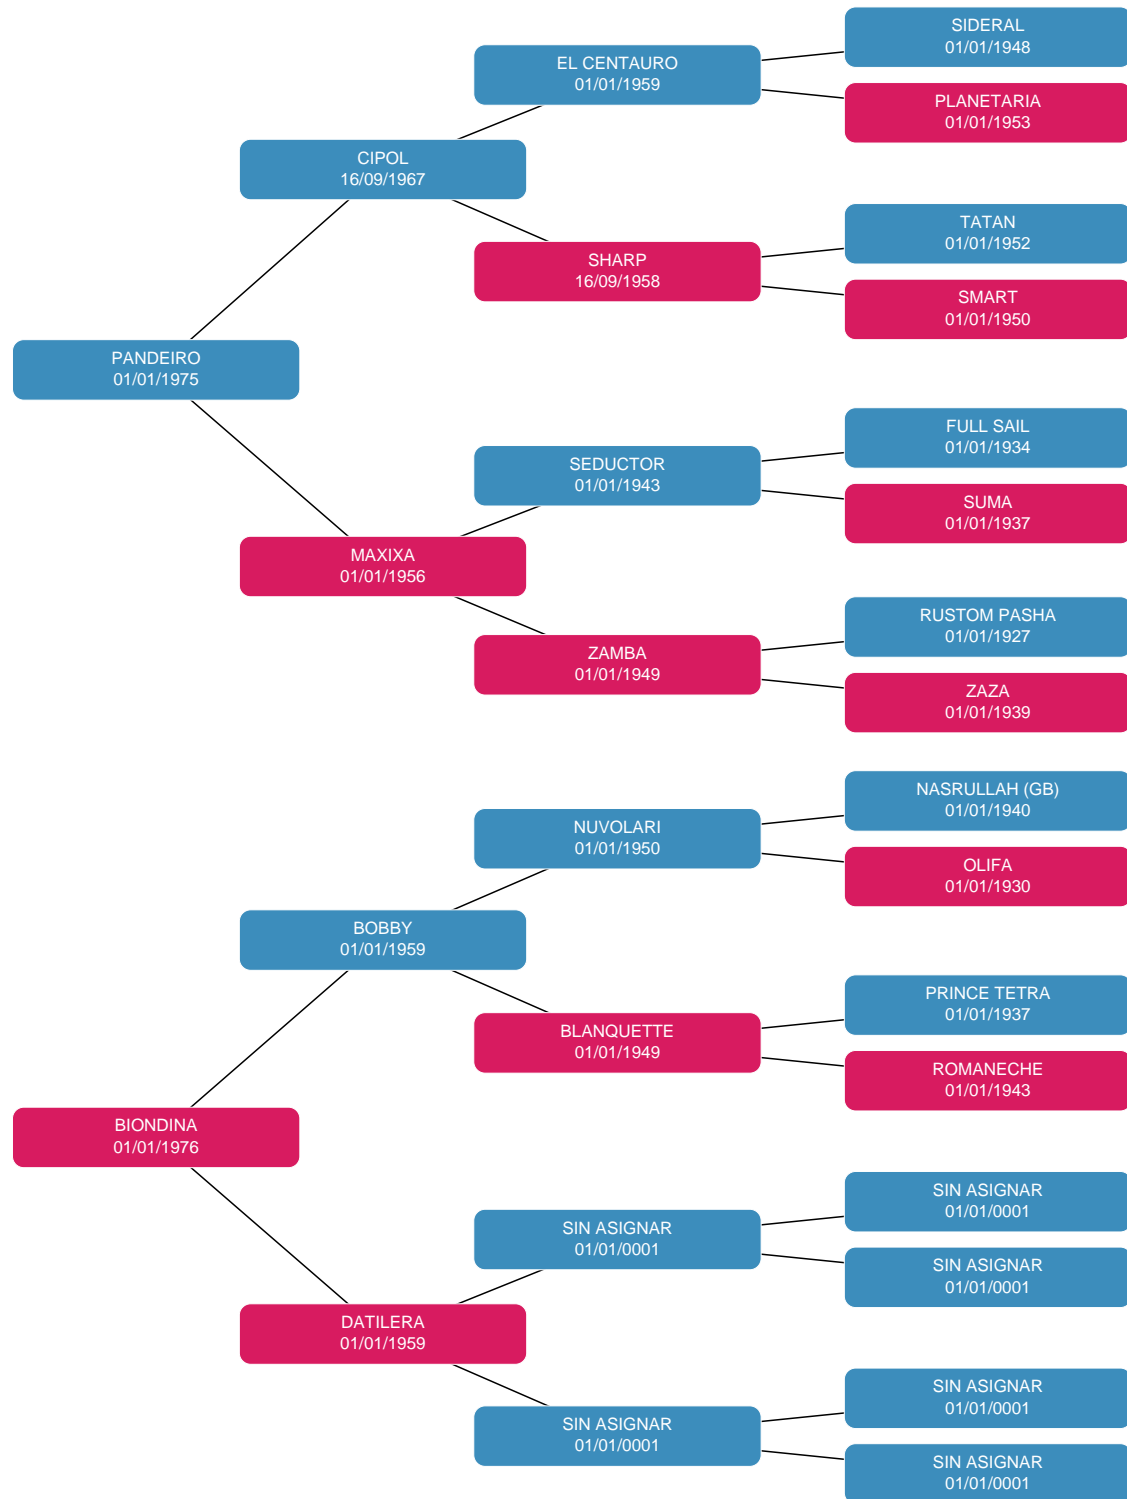 SIDERAL
01/01/1948
EL CENTAURO
01/01/1959
PLANETARIA
01/01/1953
CIPOL
16/09/1967
TATAN
01/01/1952
SHARP
16/09/1958
SMART
01/01/1950
PANDEIRO
01/01/1975
FULL SAIL
01/01/1934
SEDUCTOR
01/01/1943
SUMA
01/01/1937
MAXIXA
01/01/1956
RUSTOM PASHA
01/01/1927
ZAMBA
01/01/1949
ZAZA
01/01/1939
NASRULLAH (GB)
01/01/1940
NUVOLARI
01/01/1950
OLIFA
01/01/1930
BOBBY
01/01/1959
PRINCE TETRA
01/01/1937
BLANQUETTE
01/01/1949
ROMANECHE
01/01/1943
BIONDINA
01/01/1976
SIN ASIGNAR
01/01/0001
SIN ASIGNAR
01/01/0001
SIN ASIGNAR
01/01/0001
DATILERA
01/01/1959
SIN ASIGNAR
01/01/0001
SIN ASIGNAR
01/01/0001
SIN ASIGNAR
01/01/0001